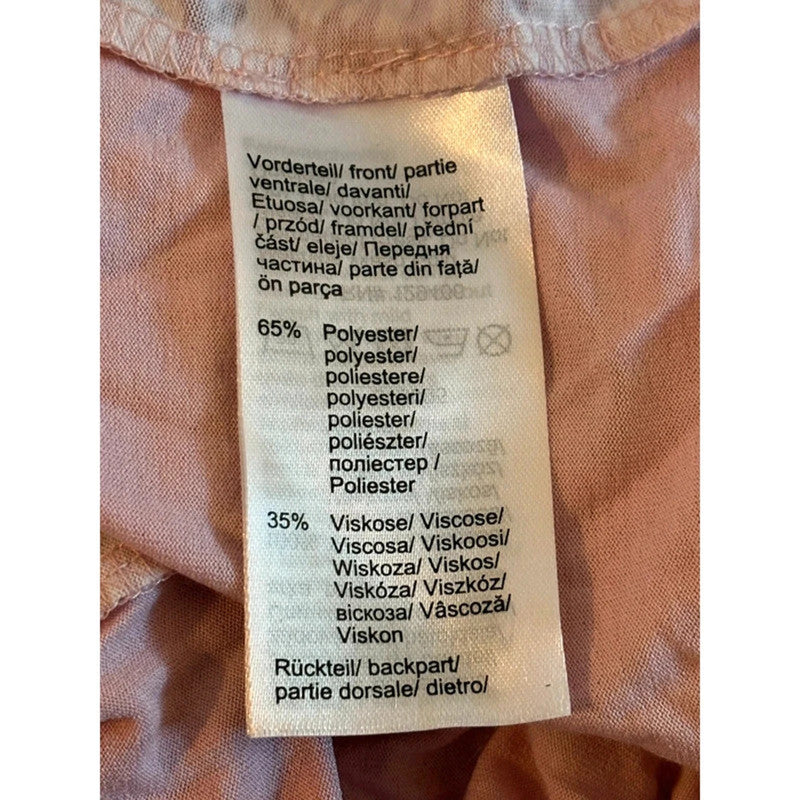 Vorderteil/ front/ partie
ventrale/ davanti/
Etuosa/ voorkant/ forpart
/ przód/ framdel/ přední
část/ eleje/ Передня
частина/ parte din faţă/
ön parça
65% Polyester/
polyester/
poliestere/
polyesteri/
poliester/
poliészter/
поліестер /
Poliester
35% Viskose/ Viscose/
Viscosa/ Viskoosi/
Wiskoza/ Viskos/
Viskóza/ Viszkóz/
віскоза/ Vâscoză/
Viskon
Rückteil/ backpart/
partie dorsale/ dietro/